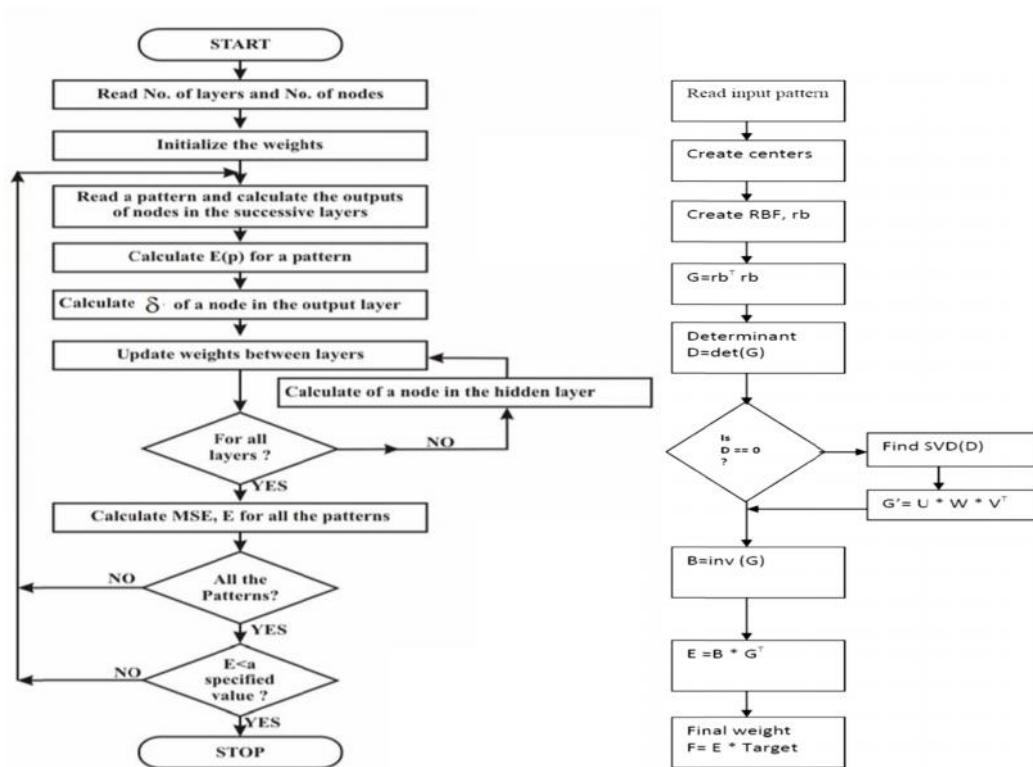 START
Read No. of layers and No. of nodes
Initialize the weights
Read a pattern and calculate the outputs
of nodes in the successive layers
Calculate E(p) for a pattern
Calculate δ of a node in the output layer
Update weights between layers
Calculate of a node in the hidden layer
For all
layers ?
NO
YES
Calculate MSE, E for all the patterns
All the
Patterns?
NO
YES
E<a
specified
value ?
NO
YES
STOP
Read input pattern
Create centers
Create RBF, rb
G=rbᵀ rb
Determinant
D=det(G)
Is
D == 0
?
Find SVD(D)
G'= U * W * Vᵀ
B=inv (G)
E =B * Gᵀ
Final weight
F= E * Target